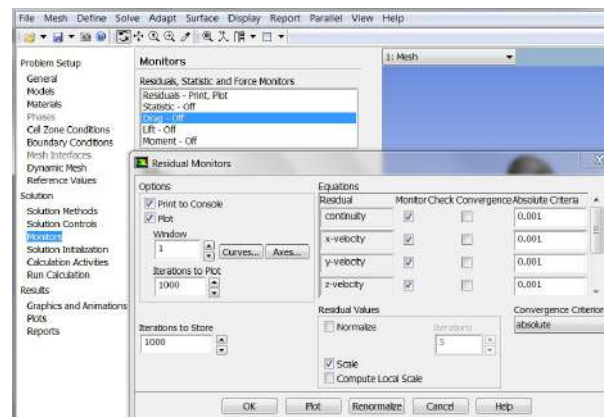 File Mesh Define Solve Adapt Surface Display Report Parallel View Help
Problem Setup
General
Models
Materials
Phases
Cell Zone Conditions
Boundary Conditions
Mesh Interfaces
Dynamic Mesh
Reference Values
Solution
Solution Methods
Solution Controls
Monitors
Solution Initialization
Calculation Activities
Run Calculation
Results
Graphics and Animations
Plots
Reports
Monitors
Residuals, Statistic and Force Monitors
Residuals - Print, Plot
Statistic - Off
Drag - Off
Lift - Off
Moment - Off
1: Mesh
Residual Monitors
Options
Print to Console
Plot
Window
1 Curves... Axes...
Iterations to Plot
1000
Iterations to Store
1000
Equations
Residual Monitor Check Convergence Absolute Criteria
continuity 0.001
x-velocity 0.001
y-velocity 0.001
z-velocity 0.001
Residual Values
Normalize
Iterations
5
Scale
Compute Local Scale
Convergence Criterion
absolute
OK Plot Renormalize Cancel Help